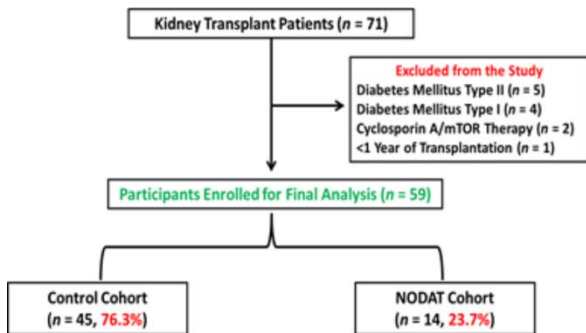 Kidney Transplant Patients (n = 71)
Excluded from the Study
Diabetes Mellitus Type II (n = 5)
Diabetes Mellitus Type I (n = 4)
Cyclosporin A/mTOR Therapy (n = 2)
<1 Year of Transplantation (n = 1)
Participants Enrolled for Final Analysis (n = 59)
Control Cohort
(n = 45, 76.3%)
NODAT Cohort
(n = 14, 23.7%)